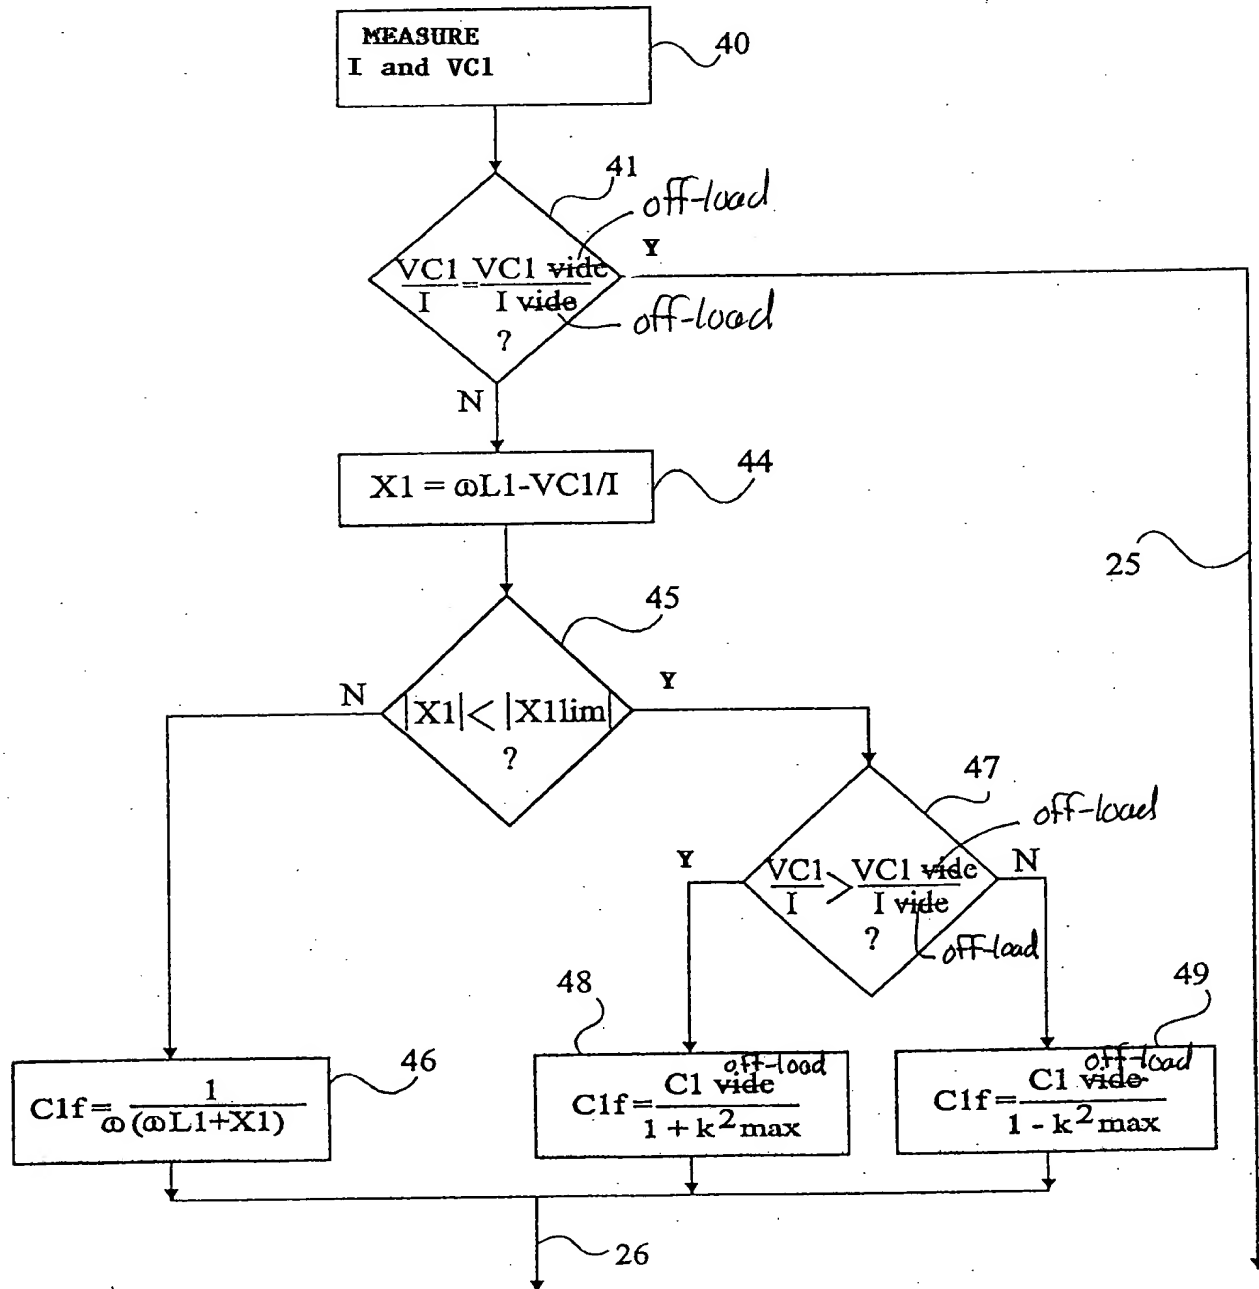 MEASURE
I and VC1
40
41
off-load
Y
VC1/I = VC1 vide/I vide
off-load
?
N
X1 = ωL1-VC1/I
44
25
45
N
Y
|X1| < |X1lim|
?
47
off-load
Y
N
VC1/I > VC1 vide/I vide
?
off-load
48
49
46
C1f = 1/ω(ωL1+X1)
off-load
C1f = C1 vide/1 + k²max
off-load
C1f = C1 vide/1 - k²max
26